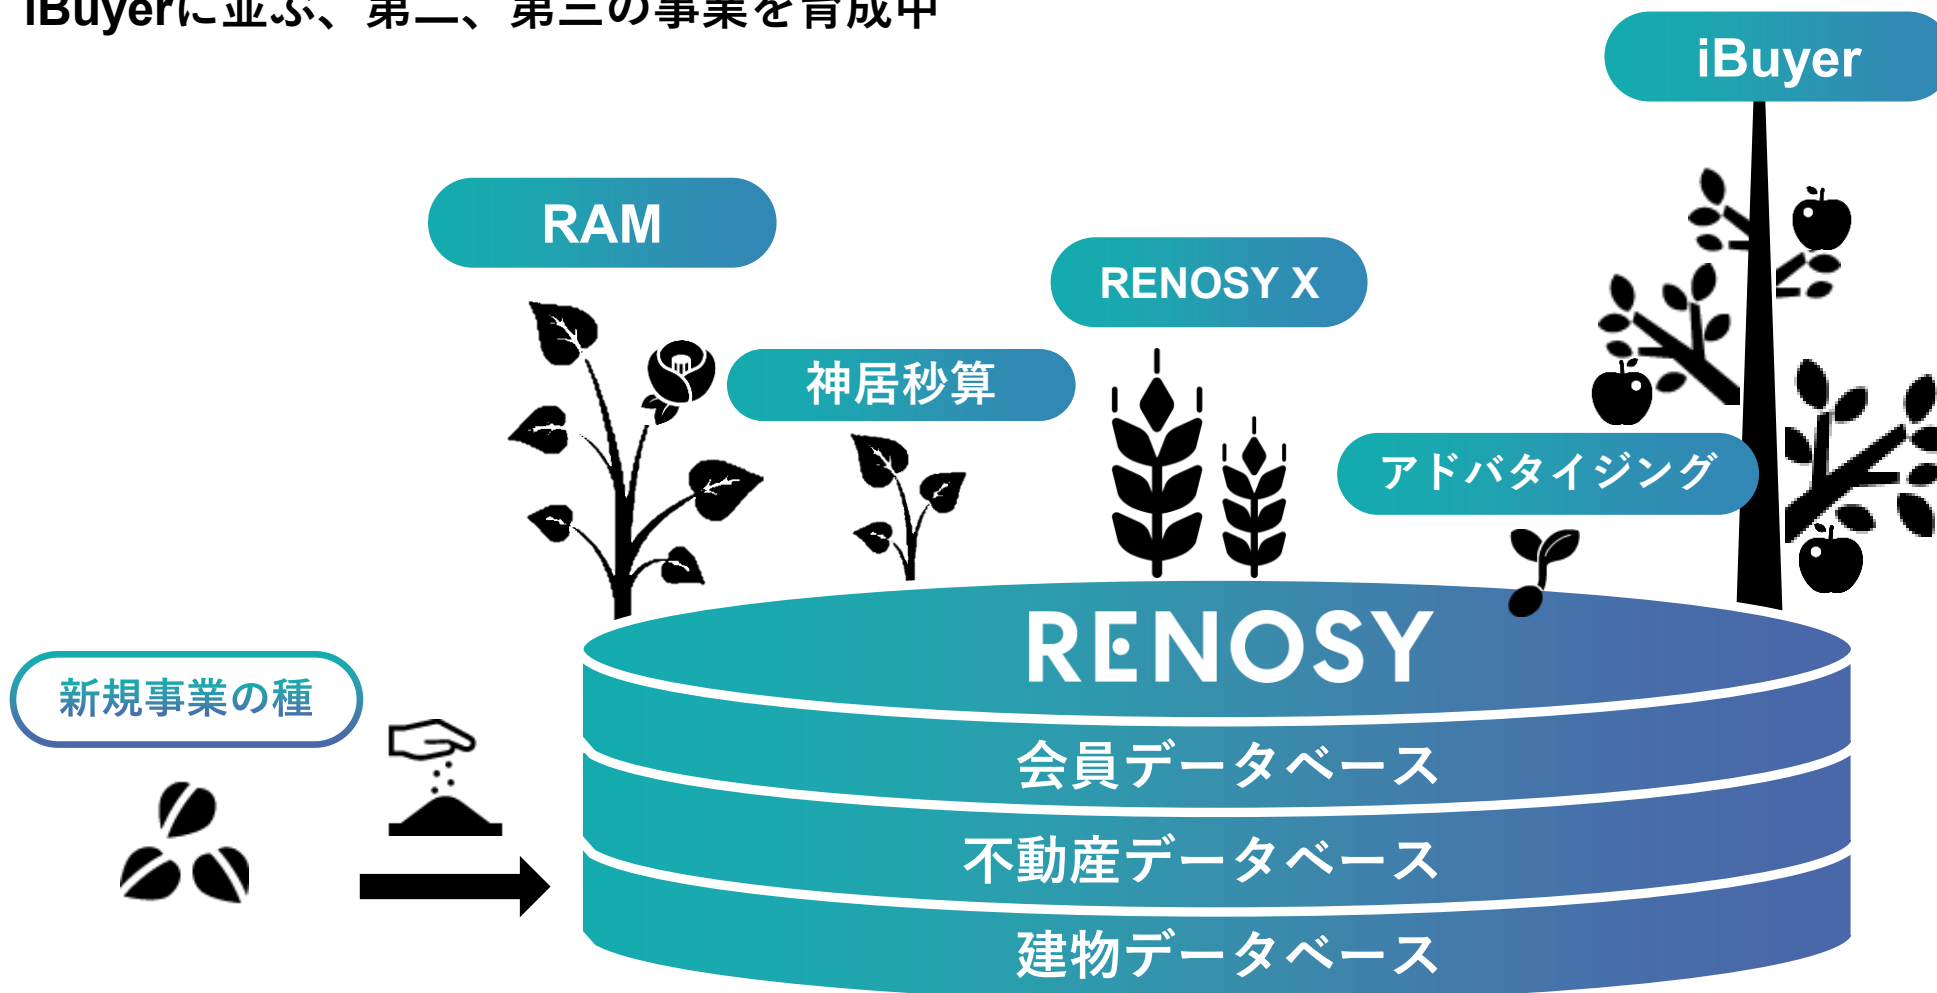 iBuyerに並ぶ、第二、第三の事業を育成中
iBuyer
RAM
RENOSY X
神居秒算
アドバタイジング
RENOSY
新規事業の種
会員データベース
不動産データベース
建物データベース